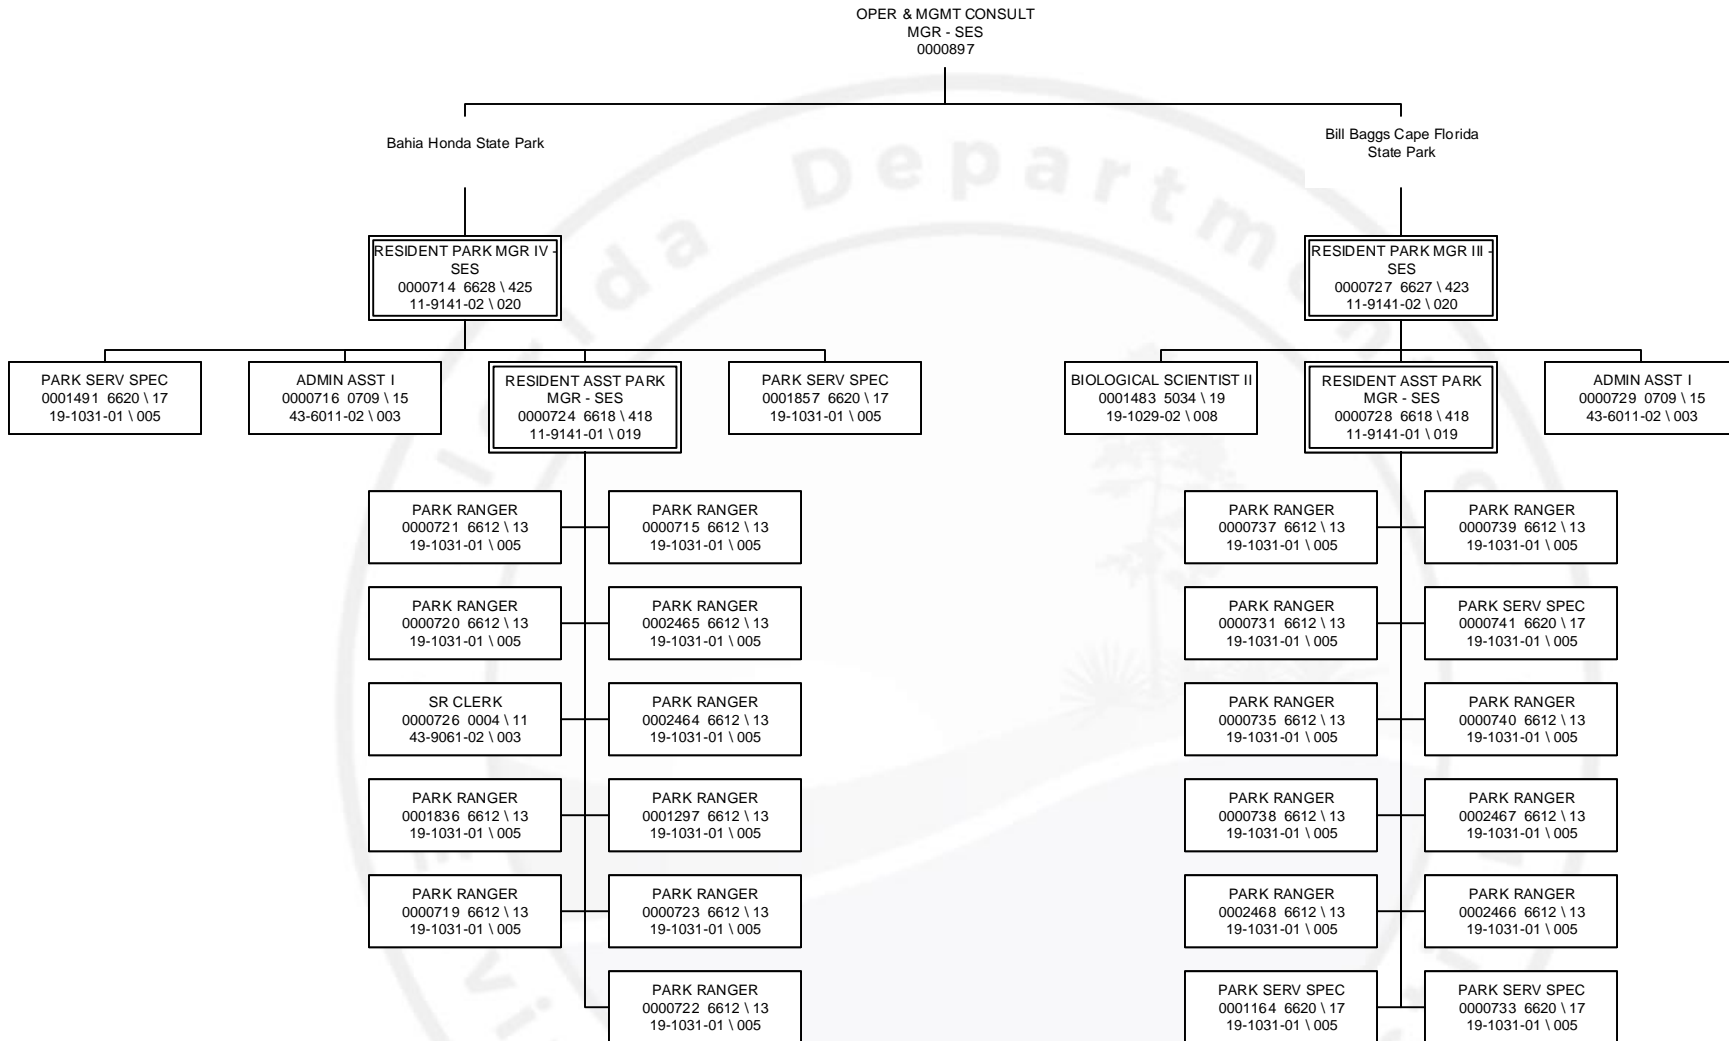 OPER & MGMT CONSULT
MGR - SES
0000897
Bahia Honda State Park
Bill Baggs Cape Florida
State Park
RESIDENT PARK MGR IV -
SES
0000714 6628 \ 425
11-9141-02 \ 020
RESIDENT PARK MGR III -
SES
0000727 6627 \ 423
11-9141-02 \ 020
PARK SERV SPEC
0001491 6620 \ 17
19-1031-01 \ 005
ADMIN ASST I
0000716 0709 \ 15
43-6011-02 \ 003
RESIDENT ASST PARK
MGR - SES
0000724 6618 \ 418
11-9141-01 \ 019
PARK SERV SPEC
0001857 6620 \ 17
19-1031-01 \ 005
BIOLOGICAL SCIENTIST II
0001483 5034 \ 19
19-1029-02 \ 008
RESIDENT ASST PARK
MGR - SES
0000728 6618 \ 418
11-9141-01 \ 019
ADMIN ASST I
0000729 0709 \ 15
43-6011-02 \ 003
PARK RANGER
0000721 6612 \ 13
19-1031-01 \ 005
PARK RANGER
0000715 6612 \ 13
19-1031-01 \ 005
PARK RANGER
0000737 6612 \ 13
19-1031-01 \ 005
PARK RANGER
0000739 6612 \ 13
19-1031-01 \ 005
PARK RANGER
0000720 6612 \ 13
19-1031-01 \ 005
PARK RANGER
0002465 6612 \ 13
19-1031-01 \ 005
PARK RANGER
0000731 6612 \ 13
19-1031-01 \ 005
PARK SERV SPEC
0000741 6620 \ 17
19-1031-01 \ 005
SR CLERK
0000726 0004 \ 11
43-9061-02 \ 003
PARK RANGER
0002464 6612 \ 13
19-1031-01 \ 005
PARK RANGER
0000735 6612 \ 13
19-1031-01 \ 005
PARK RANGER
0000740 6612 \ 13
19-1031-01 \ 005
PARK RANGER
0001836 6612 \ 13
19-1031-01 \ 005
PARK RANGER
0001297 6612 \ 13
19-1031-01 \ 005
PARK RANGER
0000738 6612 \ 13
19-1031-01 \ 005
PARK RANGER
0002467 6612 \ 13
19-1031-01 \ 005
PARK RANGER
0000719 6612 \ 13
19-1031-01 \ 005
PARK RANGER
0000723 6612 \ 13
19-1031-01 \ 005
PARK RANGER
0002468 6612 \ 13
19-1031-01 \ 005
PARK RANGER
0002466 6612 \ 13
19-1031-01 \ 005
PARK RANGER
0000722 6612 \ 13
19-1031-01 \ 005
PARK SERV SPEC
0001164 6620 \ 17
19-1031-01 \ 005
PARK SERV SPEC
0000733 6620 \ 17
19-1031-01 \ 005